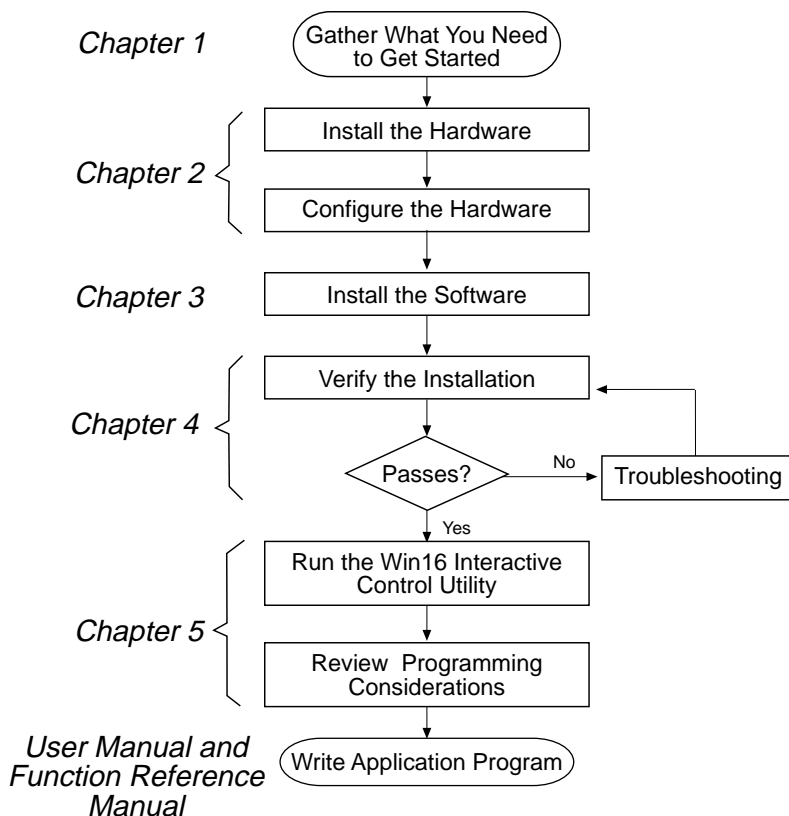 Chapter 1
Gather What You Need
to Get Started
Chapter 2
Install the Hardware
Configure the Hardware
Chapter 3
Install the Software
Chapter 4
Verify the Installation
Passes?
No
Troubleshooting
Yes
Chapter 5
Run the Win16 Interactive
Control Utility
Review Programming
Considerations
User Manual and
Function Reference
Manual
Write Application Program